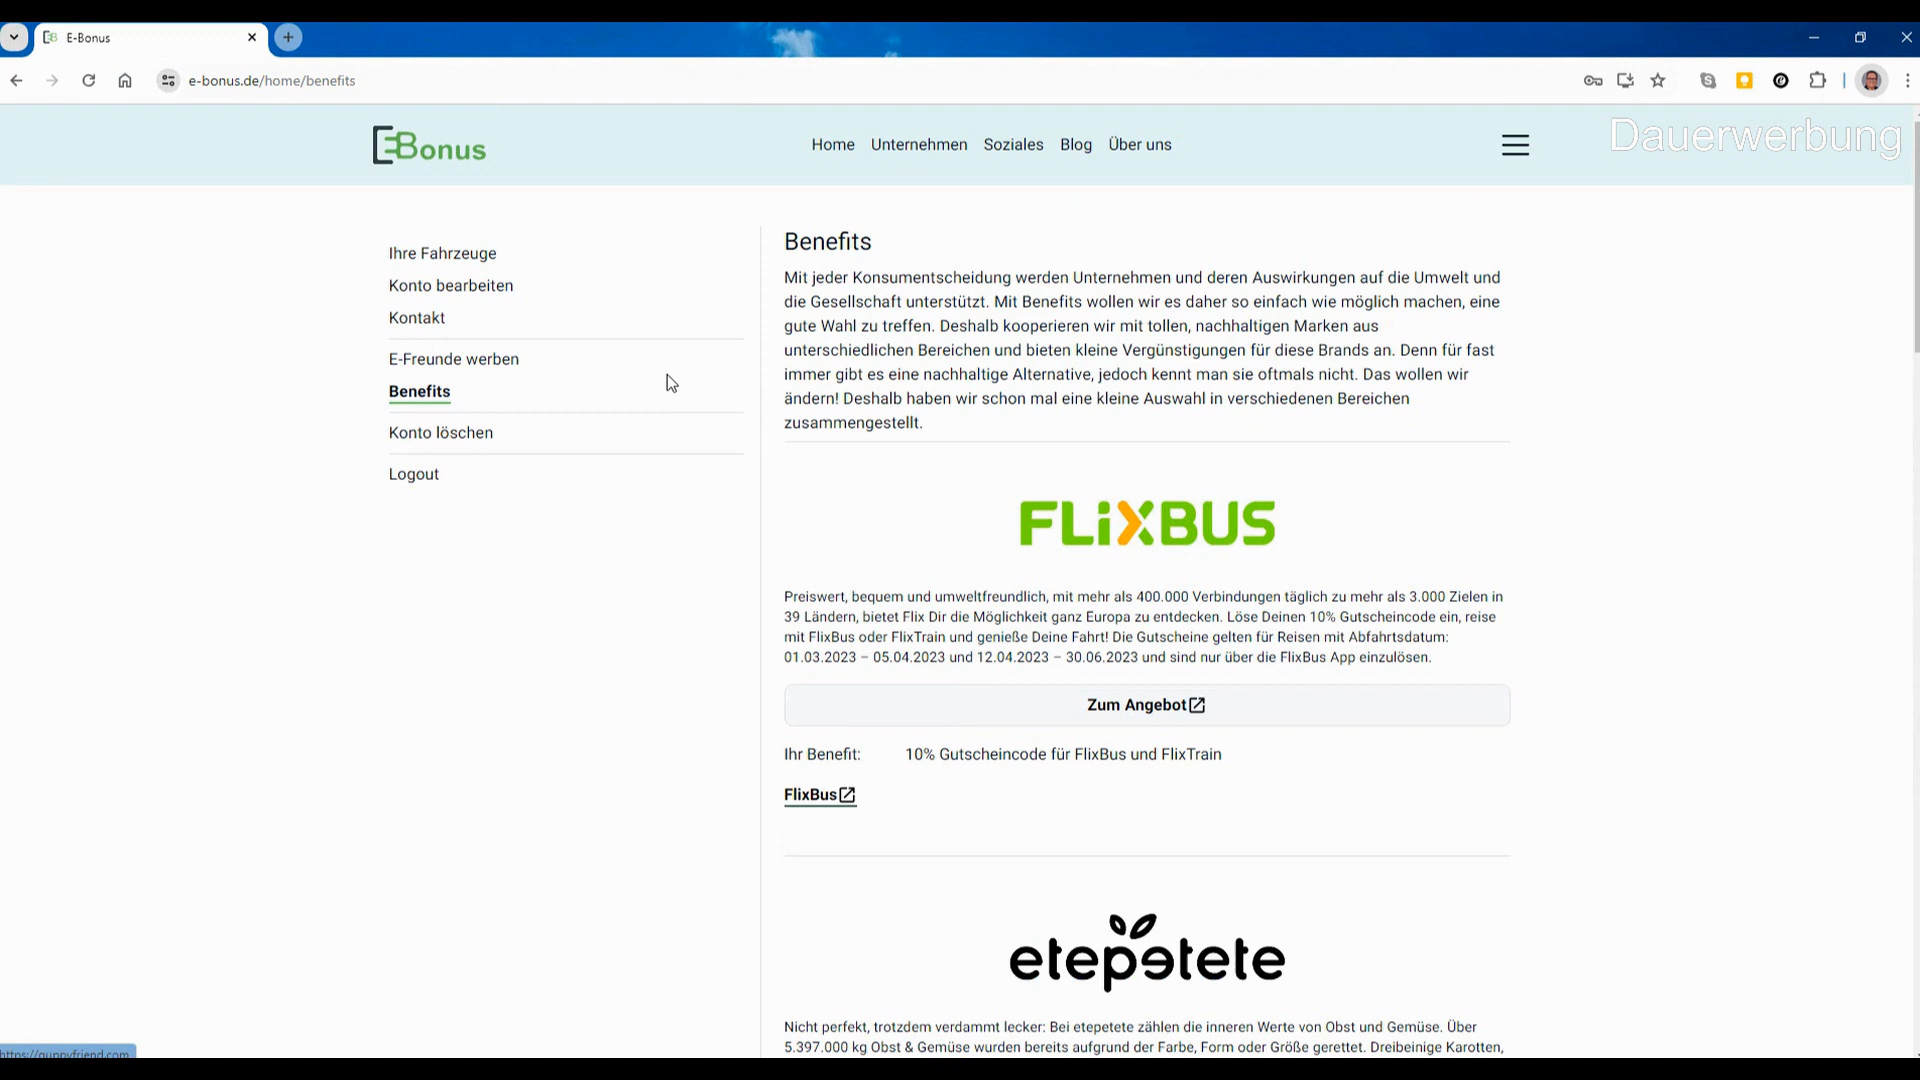 E-Bonus
e-bonus.de/home/benefits
EBonus
Home Unternehmen Soziales Blog Über uns
Dauerwerbung
Ihre Fahrzeuge
Konto bearbeiten
Kontakt
E-Freunde werben
Benefits
Konto löschen
Logout
Benefits
Mit jeder Konsumentscheidung werden Unternehmen und deren Auswirkungen auf die Umwelt und
die Gesellschaft unterstützt. Mit Benefits wollen wir es daher so einfach wie möglich machen, eine
gute Wahl zu treffen. Deshalb kooperieren wir mit tollen, nachhaltigen Marken aus
unterschiedlichen Bereichen und bieten kleine Vergünstigungen für diese Brands an. Denn für fast
immer gibt es eine nachhaltige Alternative, jedoch kennt man sie oftmals nicht. Das wollen wir
ändern! Deshalb haben wir schon mal eine kleine Auswahl in verschiedenen Bereichen
zusammengestellt.
FLiXBUS
Preiswert, bequem und umweltfreundlich, mit mehr als 400.000 Verbindungen täglich zu mehr als 3.000 Zielen in
39 Ländern, bietet Flix Dir die Möglichkeit ganz Europa zu entdecken. Löse Deinen 10% Gutscheincode ein, reise
mit FlixBus oder FlixTrain und genieße Deine Fahrt! Die Gutscheine gelten für Reisen mit Abfahrtsdatum:
01.03.2023 – 05.04.2023 und 12.04.2023 – 30.06.2023 und sind nur über die FlixBus App einzulösen.
Zum Angebot
Ihr Benefit: 10% Gutscheincode für FlixBus und FlixTrain
FlixBus
etepetete
Nicht perfekt, trotzdem verdammt lecker: Bei etepetete zählen die inneren Werte von Obst und Gemüse. Über
5.397.000 kg Obst & Gemüse wurden bereits aufgrund der Farbe, Form oder Größe gerettet. Dreibeinige Karotten,
https://guppyfriend.com